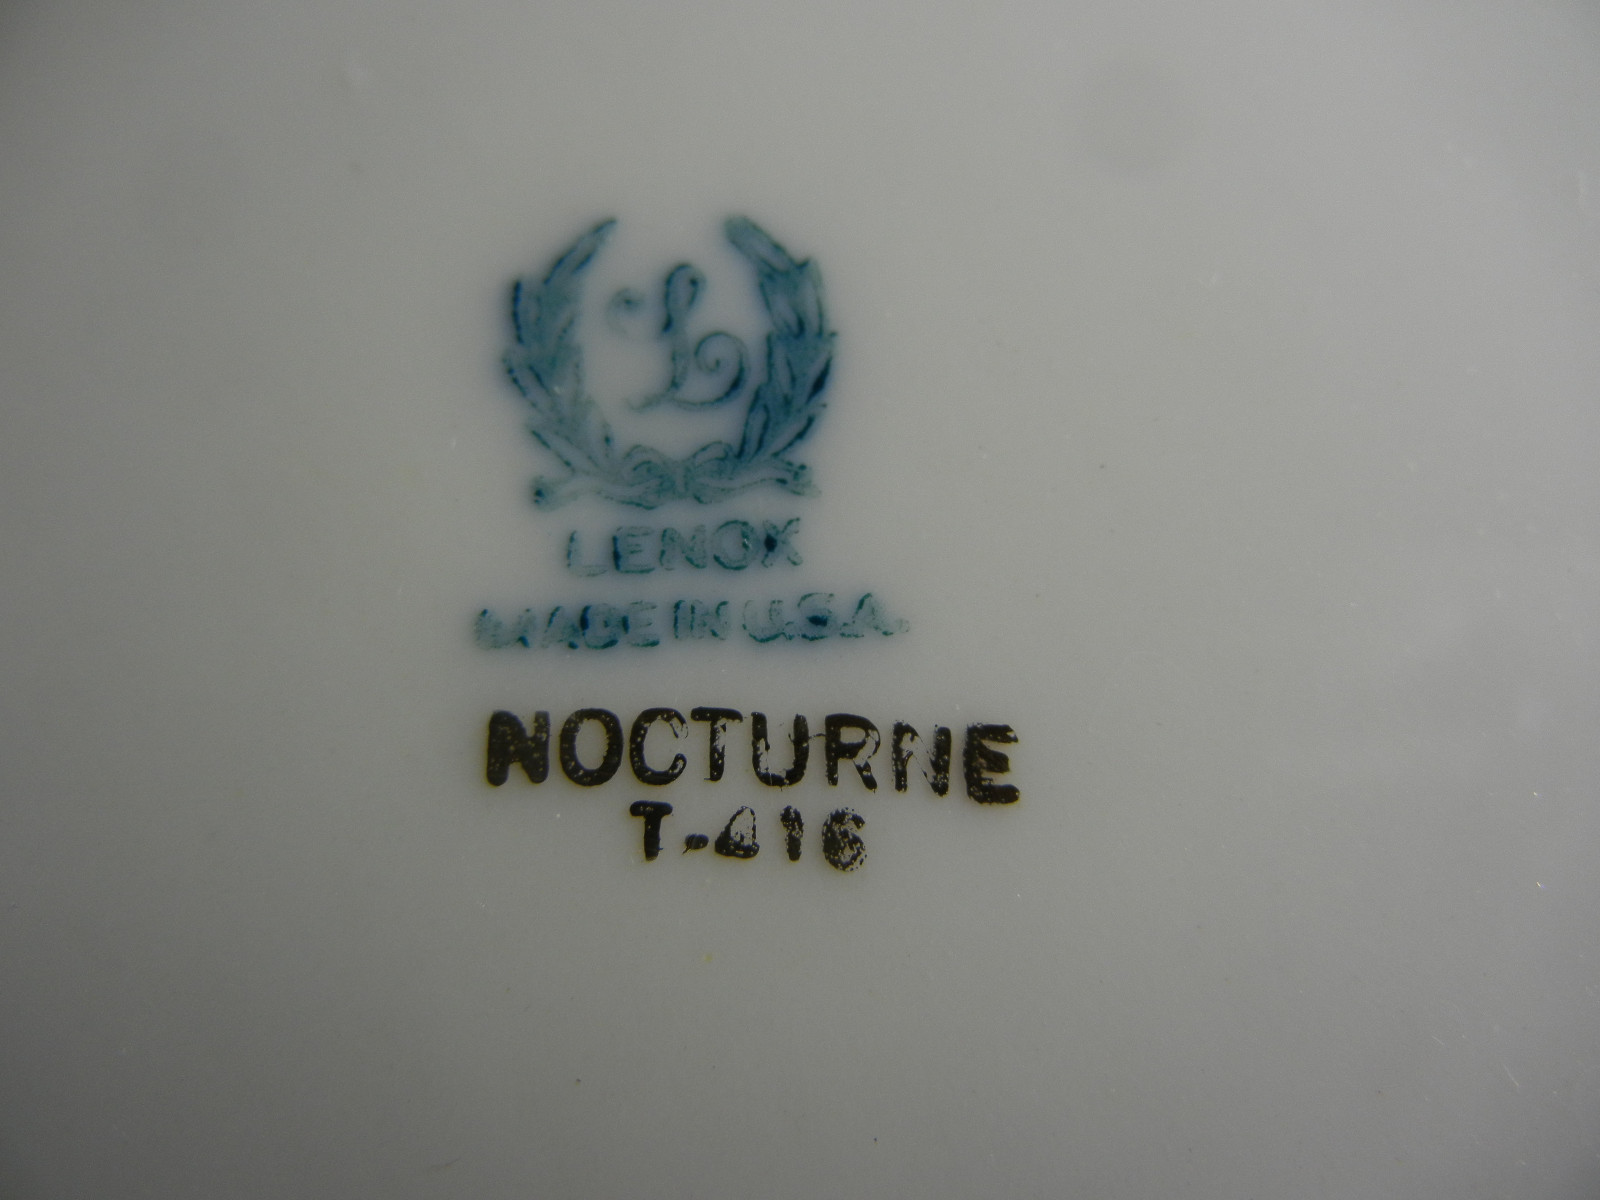 L
LENOX
MADE IN U.S.A.
NOCTURNE
T-416